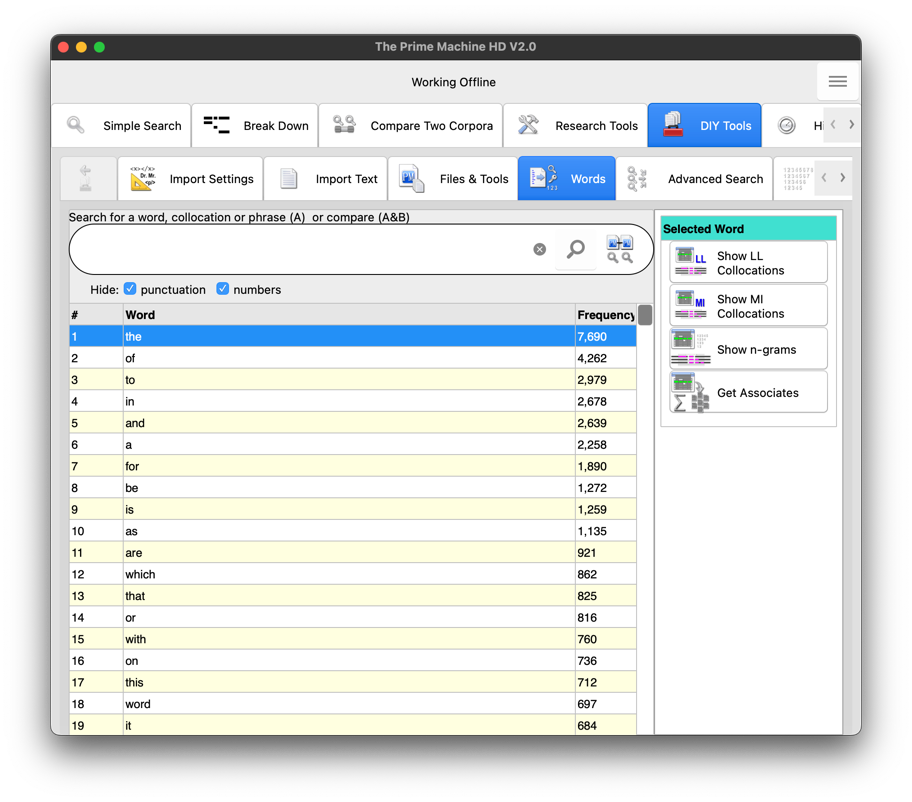 The Prime Machine HD V2.0
Working Offline
Simple Search Break Down Compare Two Corpora Research Tools DIY Tools Hi
Import Settings Import Text Files & Tools Words Advanced Search
Search for a word, collocation or phrase (A) or compare (A&B)
Hide: punctuation numbers
# Word Frequency
1 the 7,690
2 of 4,262
3 to 2,979
4 in 2,678
5 and 2,639
6 a 2,258
7 for 1,890
8 be 1,272
9 is 1,259
10 as 1,135
11 are 921
12 which 862
13 that 825
14 or 816
15 with 760
16 on 736
17 this 712
18 word 697
19 it 684
Selected Word
LL Show LL
Collocations
MI Show MI
Collocations
Show n-grams
Σ Get Associates